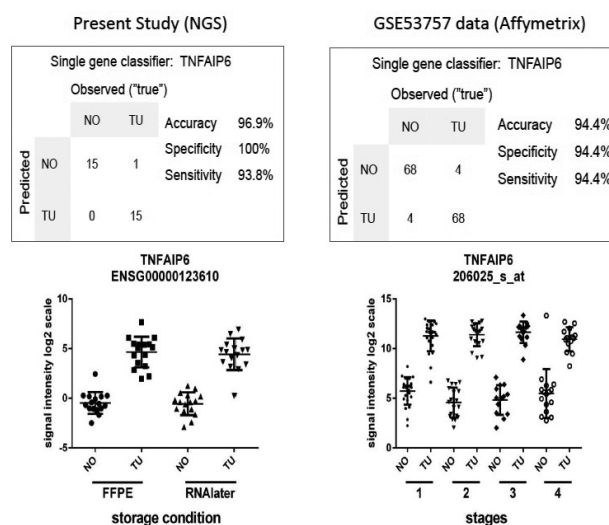 Present Study (NGS)
Single gene classifier: TNFAIP6
Observed ("true")
NO TU
Accuracy 96.9%
Specificity 100%
Sensitivity 93.8%
Predicted
NO 15 1
TU 0 15
TNFAIP6
ENSG00000123610
signal intensity log2 scale
10
5
0
-5
NO TU NO TU
FFPE RNAlater
storage condition
GSE53757 data (Affymetrix)
Single gene classifier: TNFAIP6
Observed ("true")
NO TU
Accuracy 94.4%
Specificity 94.4%
Sensitivity 94.4%
Predicted
NO 68 4
TU 4 68
TNFAIP6
206025_s_at
signal intensity log2 scale
15
10
5
0
NO TU NO TU NO TU NO TU
1 2 3 4
stages